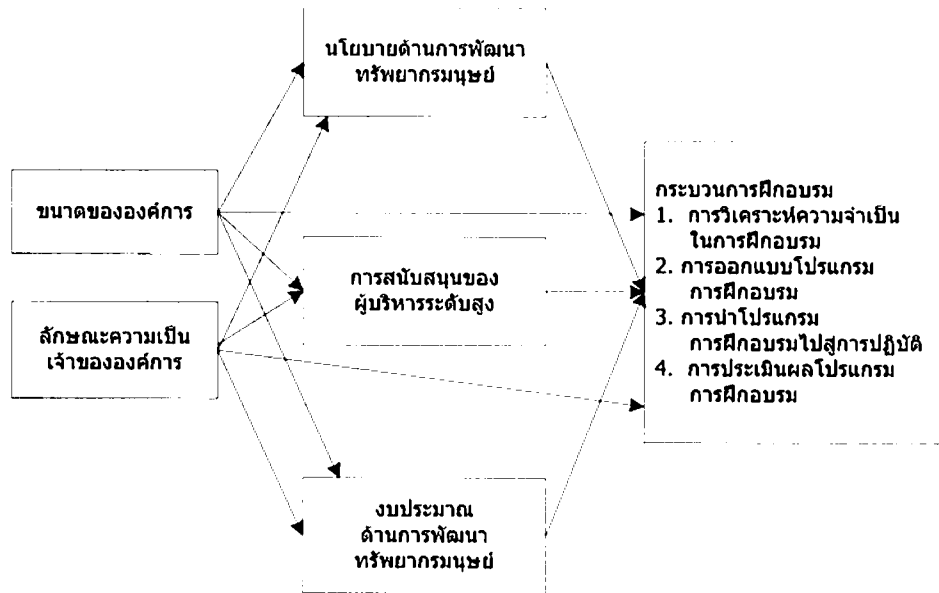 นโยบายด้านการพัฒนา
ทรัพยากรมนุษย์
ขนาดขององค์การ
ลักษณะความเป็น
เจ้าขององค์การ
การสนับสนุนของ
ผู้บริหารระดับสูง
งบประมาณ
ด้านการพัฒนา
ทรัพยากรมนุษย์
กระบวนการฝึกอบรม
1. การวิเคราะห์ความจำเป็น
ในการฝึกอบรม
2. การออกแบบโปรแกรม
การฝึกอบรม
3. การนำโปรแกรม
การฝึกอบรมไปสู่การปฏิบัติ
4. การประเมินผลโปรแกรม
การฝึกอบรม